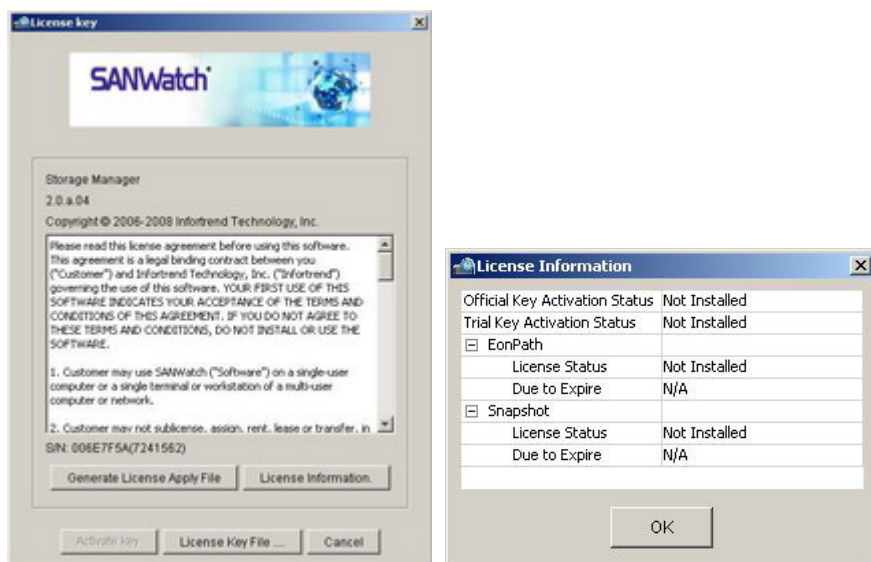 License key
SANWatch
Storage Manager
2.0.a.04
Copyright © 2006-2008 Infortrend Technology, Inc.
Please read this license agreement before using this software.
This agreement is a legal binding contract between you
("Customer") and Infortrend Technology, Inc. ("Infortrend")
governing the use of this software. YOUR FIRST USE OF THIS
SOFTWARE INDICATES YOUR ACCEPTANCE OF THE TERMS AND
CONDITIONS OF THIS AGREEMENT. IF YOU DO NOT AGREE TO
THESE TERMS AND CONDITIONS, DO NOT INSTALL OR USE THE
SOFTWARE.
1. Customer may use SANWatch ("Software") on a single-user
computer or a single terminal or workstation of a multi-user
computer or network.
2. Customer may not sublicense, assign, rent, lease or transfer, in
S/N: 006E7F5A(7241562)
Generate License Apply File
License Information.
Activate key
License Key File ....
Cancel
License Information
Official Key Activation Status Not Installed
Trial Key Activation Status Not Installed
EonPath
License Status Not Installed
Due to Expire N/A
Snapshot
License Status Not Installed
Due to Expire N/A
OK